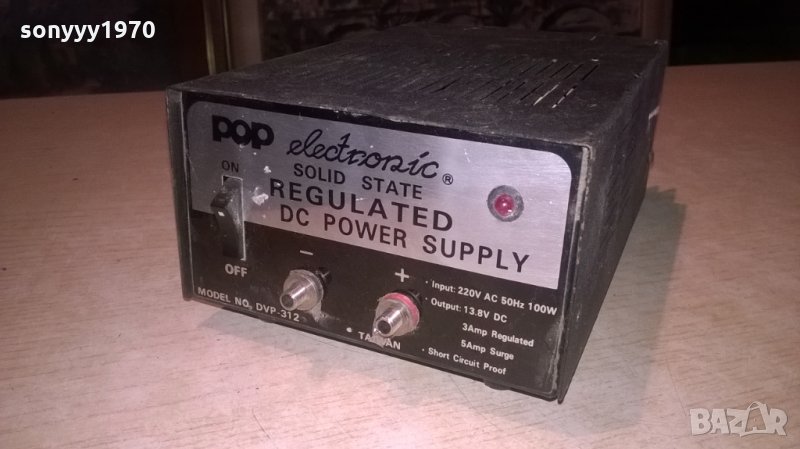 sonyyy1970
POP electronic®
SOLID STATE
REGULATED
DC POWER SUPPLY
ON
OFF
− +
MODEL NO. DVP-312
• TAIWAN
• Input: 220V AC 50Hz 100W
• Output: 13.8V DC
3Amp Regulated
5Amp Surge
• Short Circuit Proof
BAZAR